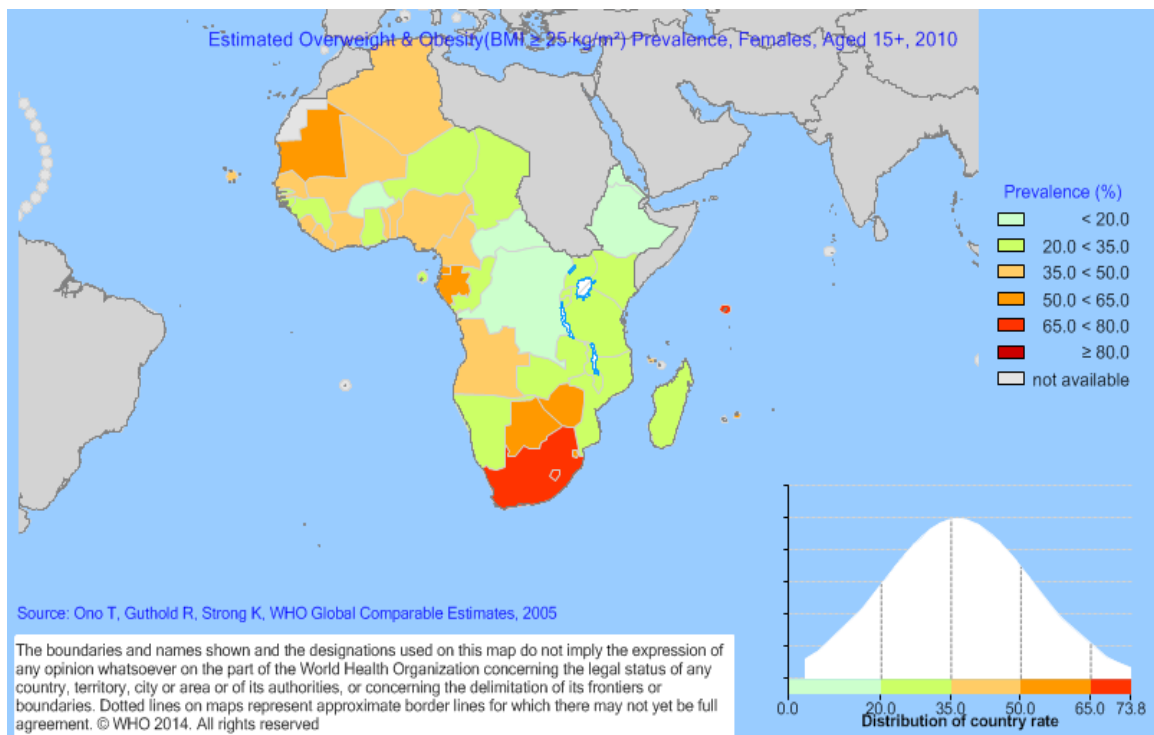 Estimated Overweight & Obesity(BMI ≥ 25 kg/m²) Prevalence, Females, Aged 15+, 2010
Prevalence (%)
< 20.0
20.0 < 35.0
35.0 < 50.0
50.0 < 65.0
65.0 < 80.0
≥ 80.0
not available
Source: Ono T, Guthold R, Strong K, WHO Global Comparable Estimates, 2005
The boundaries and names shown and the designations used on this map do not imply the expression of
any opinion whatsoever on the part of the World Health Organization concerning the legal status of any
country, territory, city or area or of its authorities, or concerning the delimitation of its frontiers or
boundaries. Dotted lines on maps represent approximate border lines for which there may not yet be full
agreement. © WHO 2014. All rights reserved
0.0 20.0 35.0 50.0 65.0 73.8
Distribution of country rate